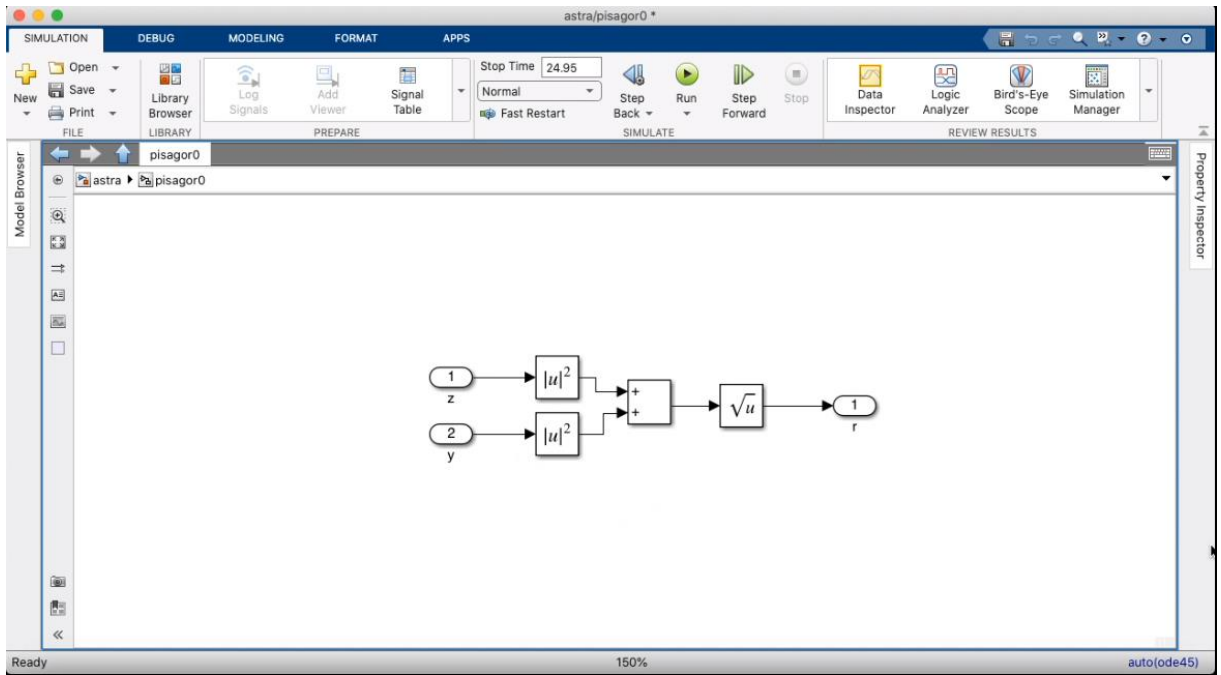 astra/pisagor0 *
SIMULATION DEBUG MODELING FORMAT APPS
New
Open
Save
Print
FILE
Library Browser
LIBRARY
Log Signals
Add Viewer
Signal Table
PREPARE
Stop Time 24.95
Normal
Fast Restart
Step Back
Run
Step Forward
Stop
SIMULATE
Data Inspector
Logic Analyzer
Bird's-Eye Scope
Simulation Manager
REVIEW RESULTS
Model Browser
pisagor0
astra pisagor0
Property Inspector
1
z
|u|²
2
y
|u|²
+
+
√u
1
r
Ready 150% auto(ode45)